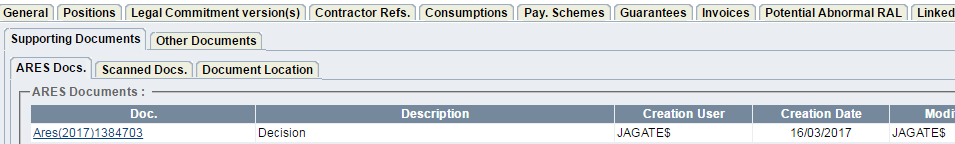 General Positions Legal Commitment version(s) Contractor Refs. Consumptions Pay. Schemes Guarantees Invoices Potential Abnormal RAL Linked
Supporting Documents Other Documents
ARES Docs. Scanned Docs. Document Location
ARES Documents :
Doc. Description Creation User Creation Date Modi
Ares(2017)1384703 Decision JAGATE$ 16/03/2017 JAGATE$